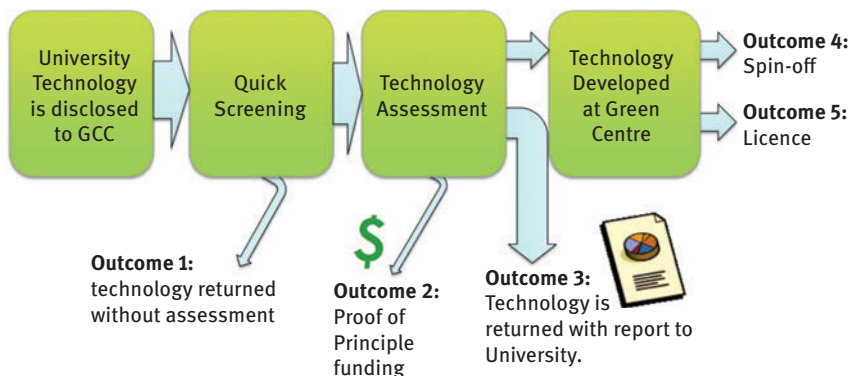 University
Technology
is disclosed
to GCC
Quick
Screening
Technology
Assessment
Technology
Developed
at Green
Centre
Outcome 4:
Spin-off
Outcome 5:
Licence
Outcome 1:
technology returned
without assessment
$
Outcome 2:
Proof of
Principle
funding
Outcome 3:
Technology is
returned with report to
University.